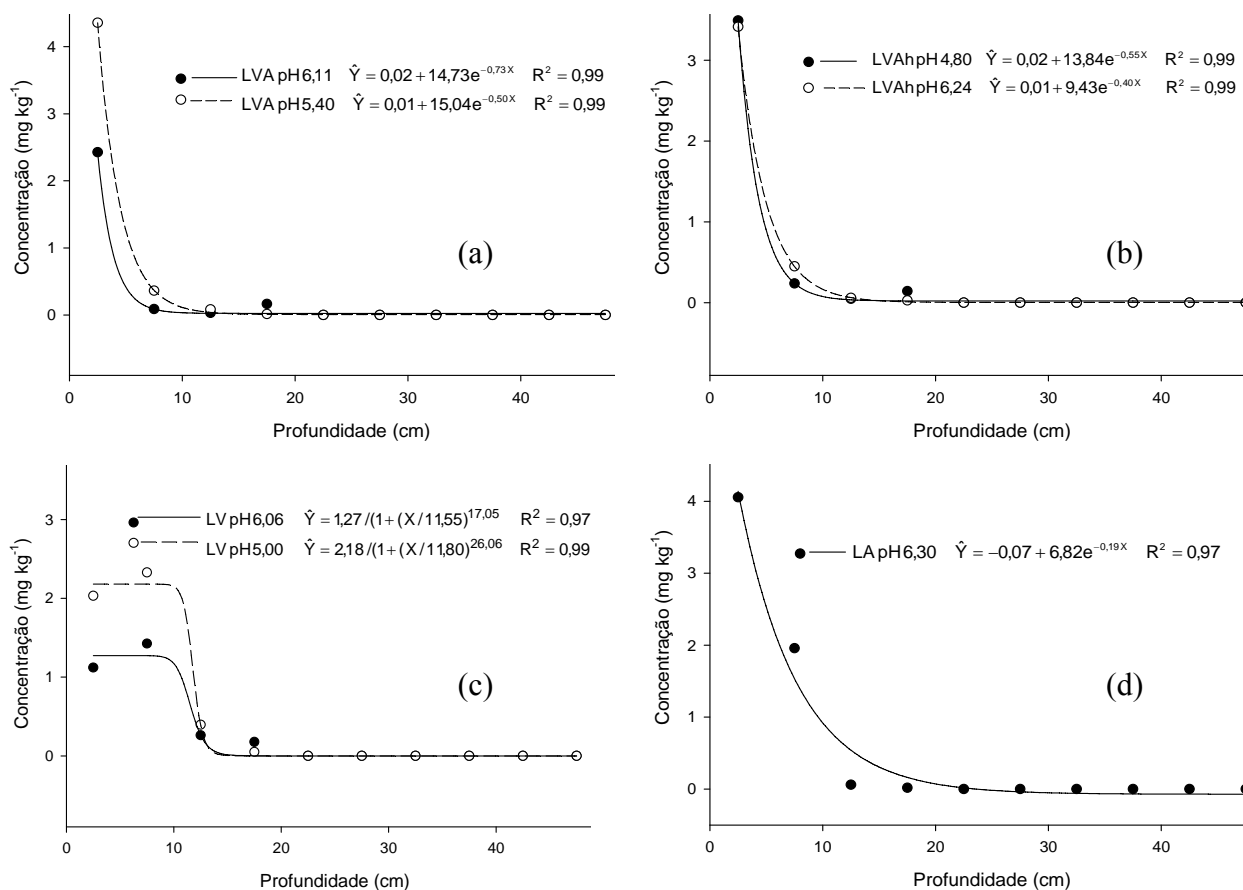 Concentração (mg kg⁻¹)
4
3
2
1
0
LVA pH6,11 Ŷ = 0,02 + 14,73e⁻⁰,⁷³ˣ R² = 0,99
LVA pH5,40 Ŷ = 0,01 + 15,04e⁻⁰,⁵⁰ˣ R² = 0,99
(a)
0 10 20 30 40
Profundidade (cm)
Concentração (mg kg⁻¹)
3
2
1
0
LVAh pH4,80 Ŷ = 0,02 + 13,84e⁻⁰,⁵⁵ˣ R² = 0,99
LVAh pH6,24 Ŷ = 0,01 + 9,43e⁻⁰,⁴⁰ˣ R² = 0,99
(b)
0 10 20 30 40
Profundidade (cm)
Concentração (mg kg⁻¹)
3
2
1
0
LV pH6,06 Ŷ = 1,27 / (1 + (X / 11,55)¹⁷,⁰⁵ R² = 0,97
LV pH5,00 Ŷ = 2,18 / (1 + (X / 11,80)²⁶,⁰⁶ R² = 0,99
(c)
0 10 20 30 40
Profundidade (cm)
Concentração (mg kg⁻¹)
4
3
2
1
0
LA pH6,30 Ŷ = −0,07 + 6,82e⁻⁰,¹⁹ˣ R² = 0,97
(d)
0 10 20 30 40
Profundidade (cm)